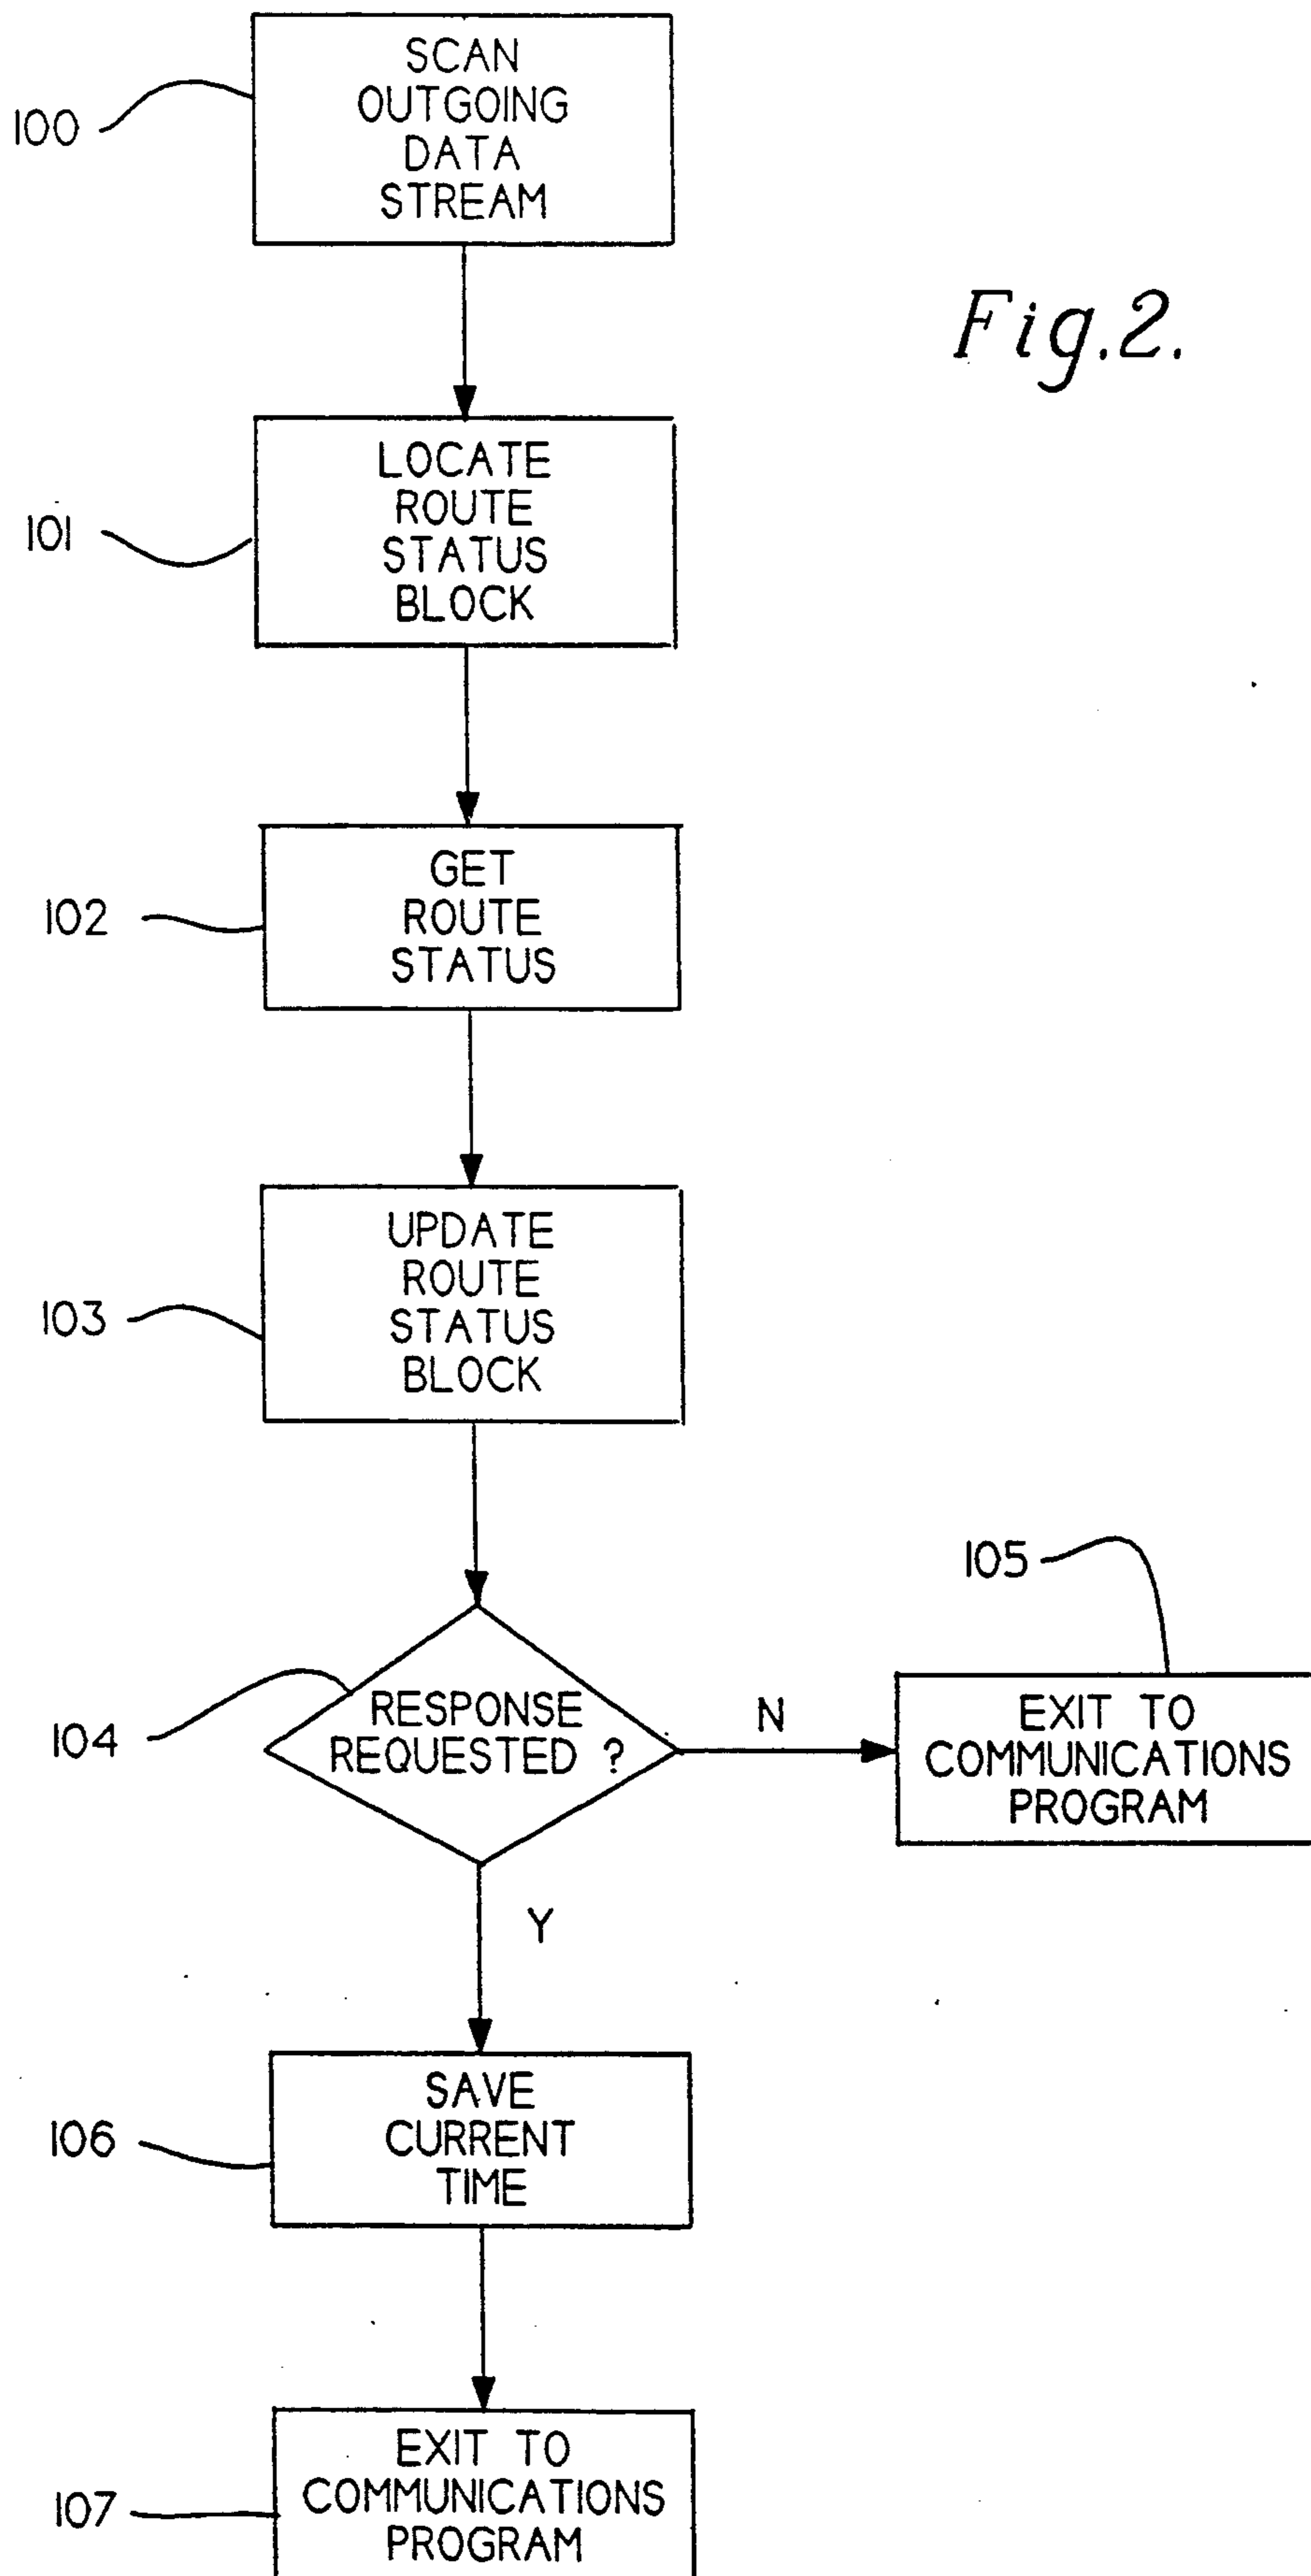 SCAN
OUTGOING
DATA
STREAM
100
Fig.2.
LOCATE
ROUTE
STATUS
BLOCK
101
GET
ROUTE
STATUS
102
UPDATE
ROUTE
STATUS
BLOCK
103
105
RESPONSE
REQUESTED ?
104
N
EXIT TO
COMMUNICATIONS
PROGRAM
Y
SAVE
CURRENT
TIME
106
EXIT TO
COMMUNICATIONS
PROGRAM
107